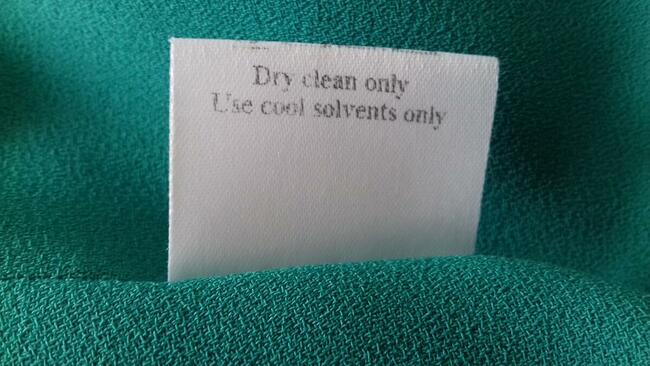 Dry clean only
Use cool solvents only